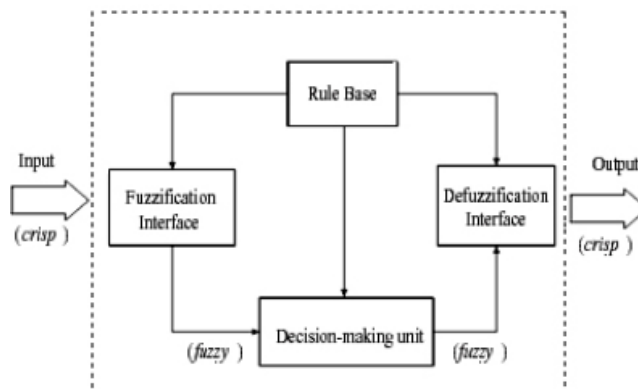 Rule Base
Input
(crisp )
Fuzzification
Interface
Defuzzification
Interface
Output
(crisp )
(fuzzy )
Decision-making unit
(fuzzy )